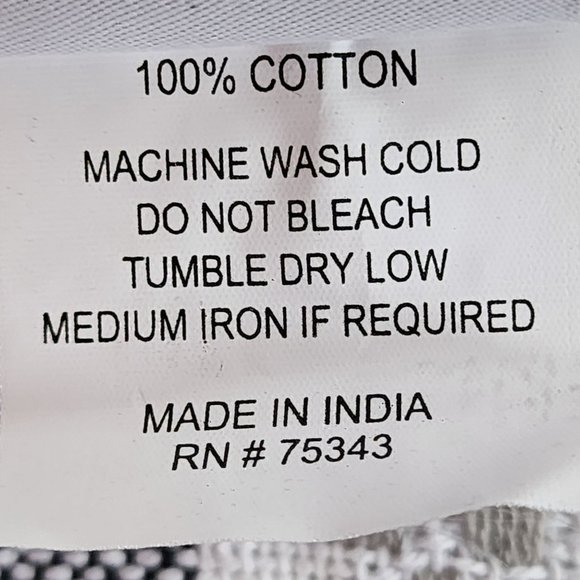 100% COTTON
MACHINE WASH COLD
DO NOT BLEACH
TUMBLE DRY LOW
MEDIUM IRON IF REQUIRED
MADE IN INDIA
RN # 75343